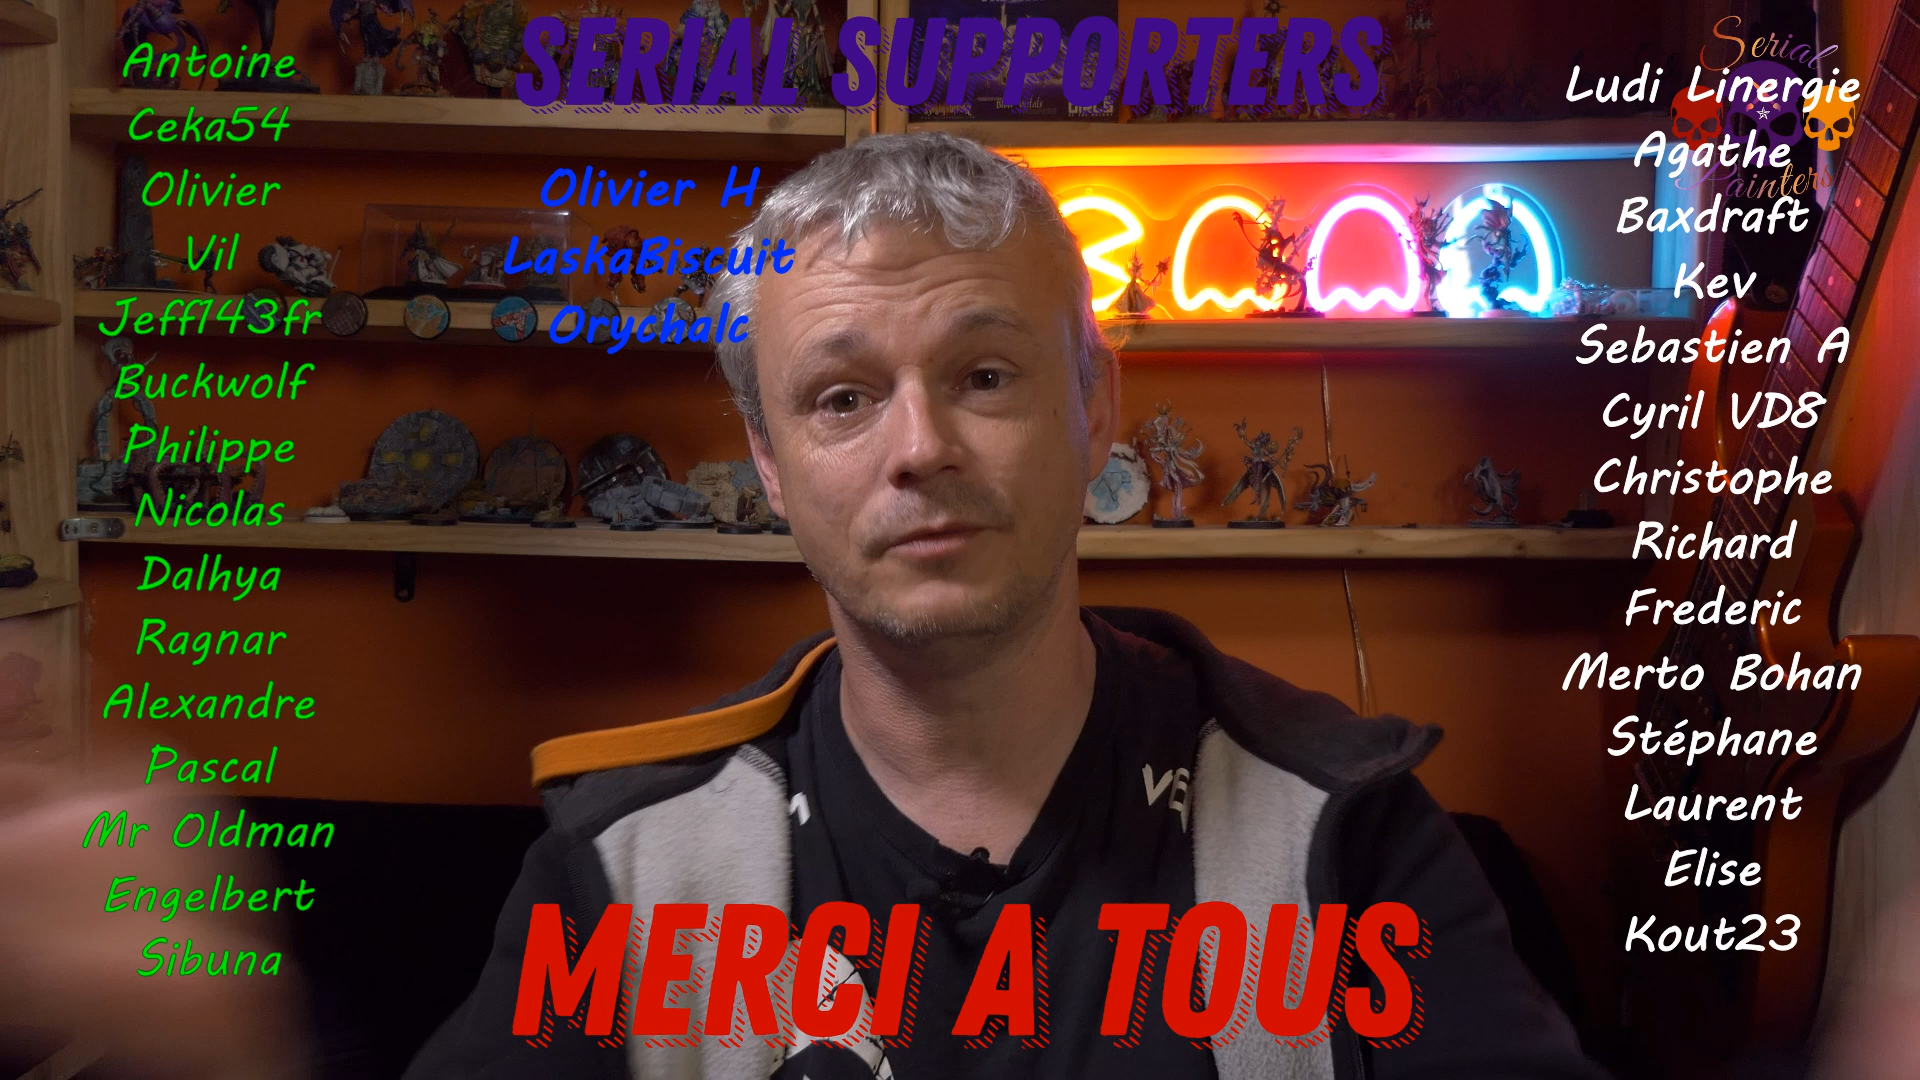 SERIAL SUPPORTERS
Antoine
Ceka54
Olivier
Vil
Jeff143fr
Buckwolf
Philippe
Nicolas
Dalhya
Ragnar
Alexandre
Pascal
Mr Oldman
Engelbert
Sibuna
Olivier H
LaskaBiscuit
Orychalc
Serial
Painters
Ludi Linergie
Agathe
Baxdraft
Kev
Sebastien A
Cyril VD8
Christophe
Richard
Frederic
Merto Bohan
Stéphane
Laurent
Elise
Kout23
MERCI A TOUS